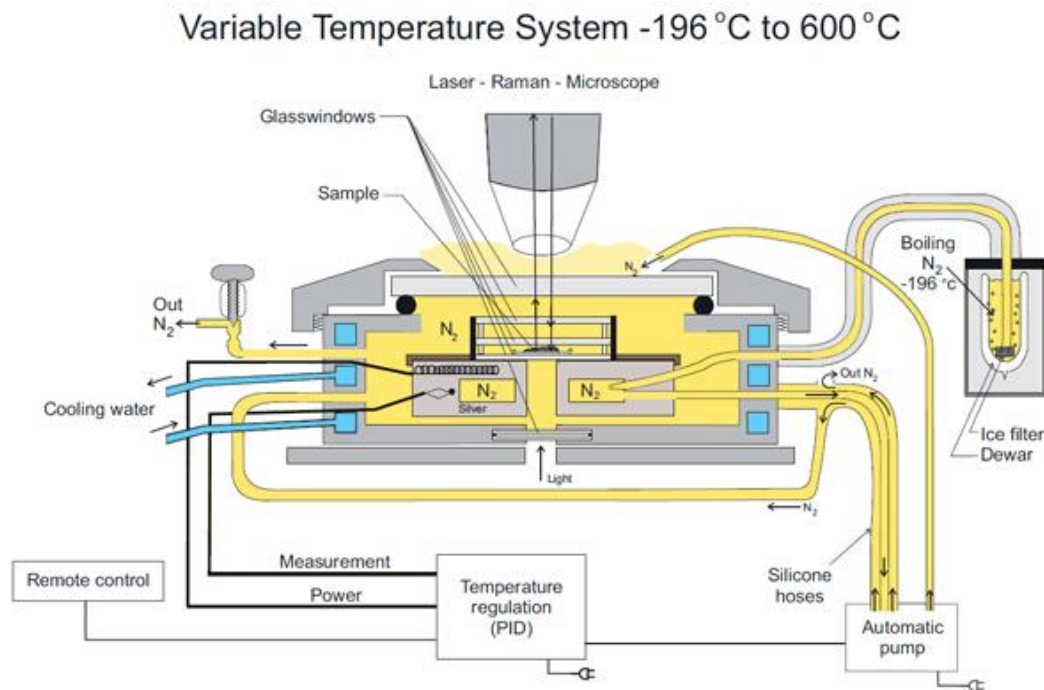 Variable Temperature System -196 °C to 600 °C
Laser - Raman - Microscope
Glasswindows
Sample
N₂
Boiling
N₂
-196 °c
Out
N₂
N₂
Out N₂
Cooling water
N₂
N₂
Silver
Ice filter
Dewar
Light
N₂
Measurement
Power
Remote control
Temperature
regulation
(PID)
Silicone
hoses
Automatic
pump